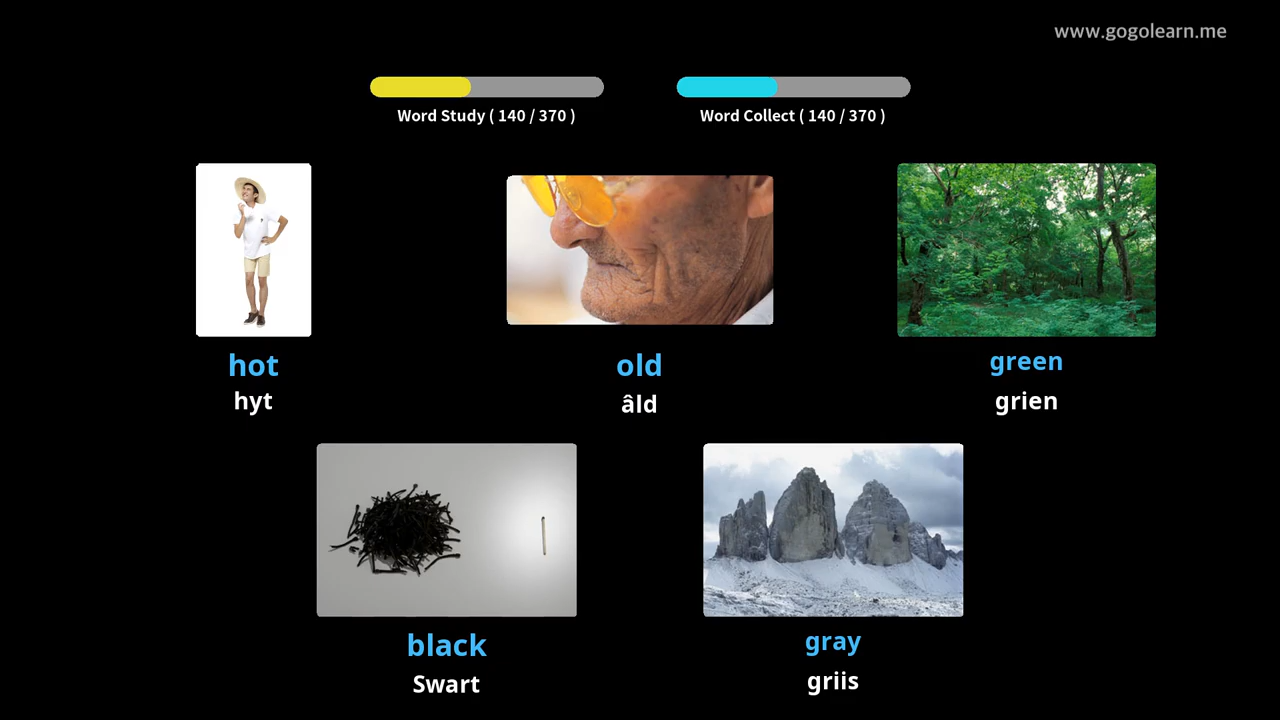 www.gogolearn.me
Word Study ( 140 / 370 )
Word Collect ( 140 / 370 )
hot
hyt
old
âld
green
grien
black
Swart
gray
griis